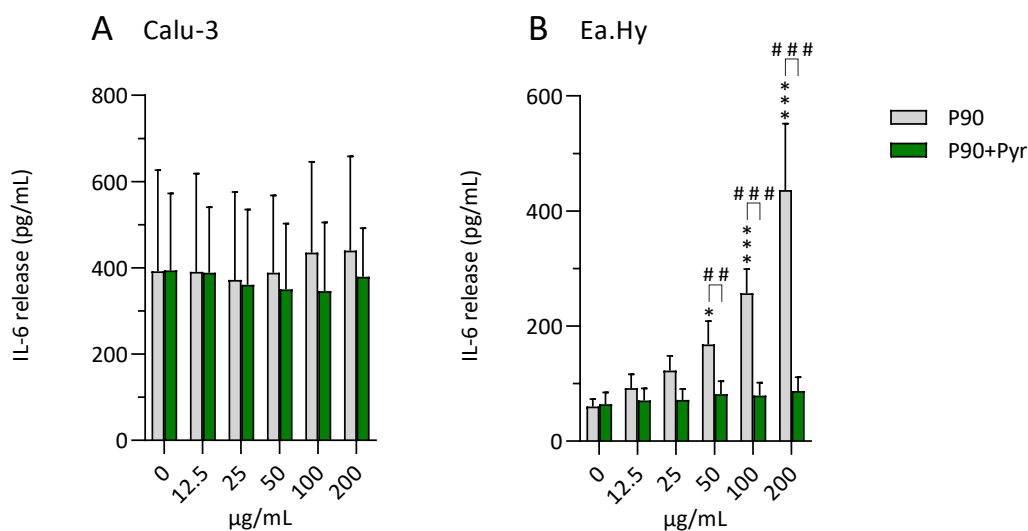 A Calu-3
IL-6 release (pg/mL)
800
600
400
200
0
0 12.5 25 50 100 200
µg/mL
B Ea.Hy
IL-6 release (pg/mL)
600
400
200
0
*
##
***
###
***
###
0 12.5 25 50 100 200
µg/mL
P90
P90+Pyr